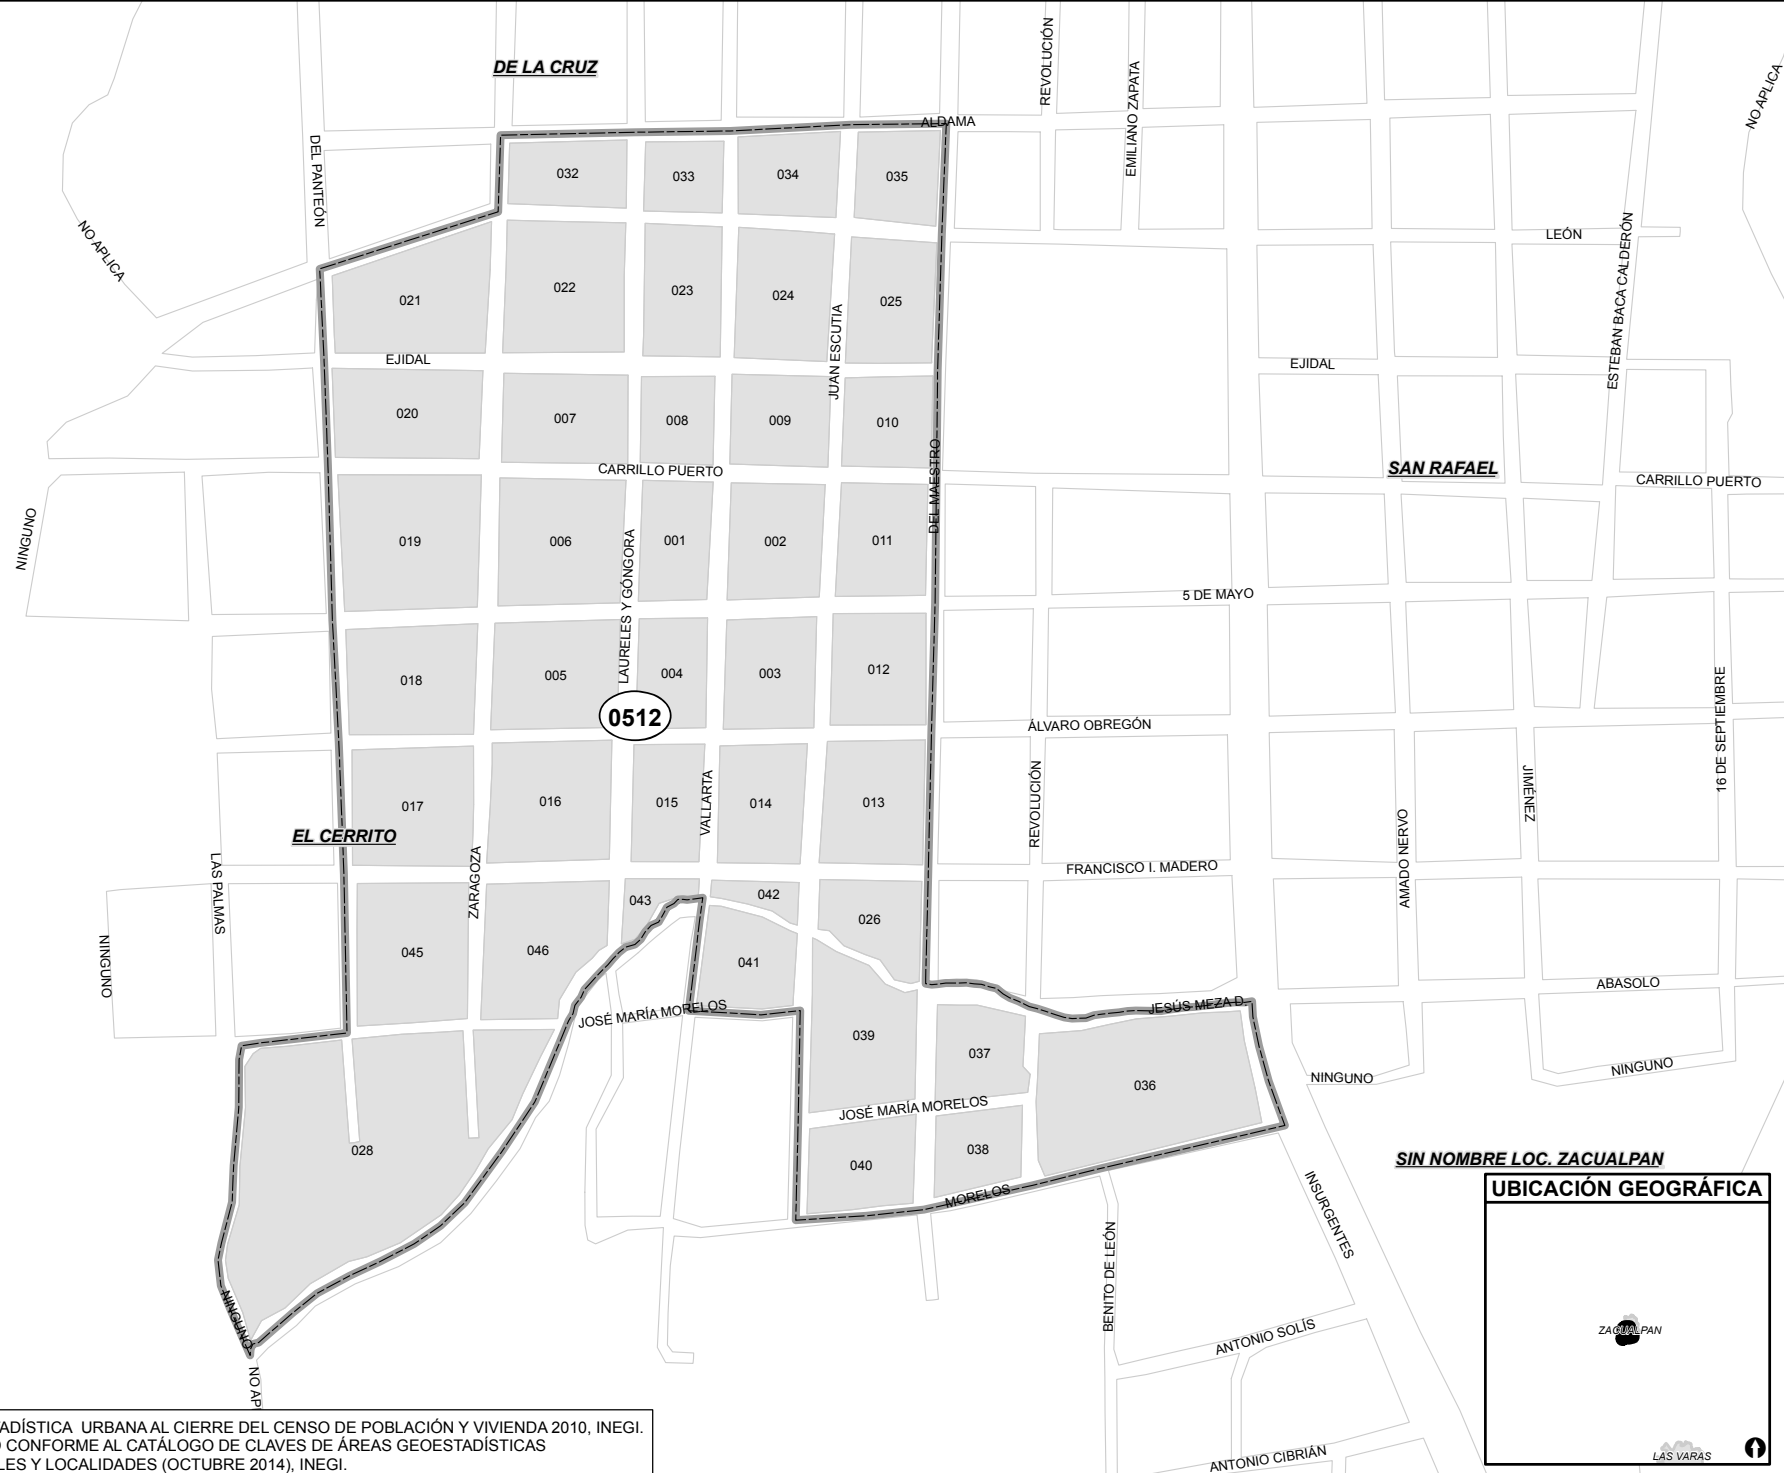 DE LA CRUZ
REVOLUCIÓN
EMILIANO ZAPATA
NO APLICA
ALDAMA
DEL PANTEÓN
032
033
034
035
NO APLICA
LEÓN
ESTEBAN BACA CALDERÓN
021
022
023
024
025
JUAN ESCUTIA
EJIDAL
EJIDAL
020
007
008
009
010
CARRILLO PUERTO
DEL MAESTRO
SAN RAFAEL
CARRILLO PUERTO
NINGUNO
019
006
001
002
011
LAURELES Y GÓNGORA
5 DE MAYO
018
005
004
003
012
0512
ÁLVARO OBREGÓN
16 DE SEPTIEMBRE
017
016
015
VALLARTA
014
013
REVOLUCIÓN
JIMÉNEZ
EL CERRITO
AMADO NERVO
LAS PALMAS
ZARAGOZA
FRANCISCO I. MADERO
043
042
026
NINGUNO
045
046
041
ABASOLO
JOSÉ MARÍA MORELOS
JESÚS MEZA D.
039
037
036
NINGUNO
NINGUNO
JOSÉ MARÍA MORELOS
028
040
038
MORELOS
SIN NOMBRE LOC. ZACUALPAN
INSURGENTES
BENITO DE LEÓN
NINGUNO
NO AP
ANTONIO SOLÍS
ANTONIO CIBRIÁN
UBICACIÓN GEOGRÁFICA
ZACUALPAN
LAS VARAS
TADÍSTICA URBANA AL CIERRE DEL CENSO DE POBLACIÓN Y VIVIENDA 2010, INEGI.
CONFORME AL CATÁLOGO DE CLAVES DE ÁREAS GEOESTADÍSTICAS
LES Y LOCALIDADES (OCTUBRE 2014), INEGI.